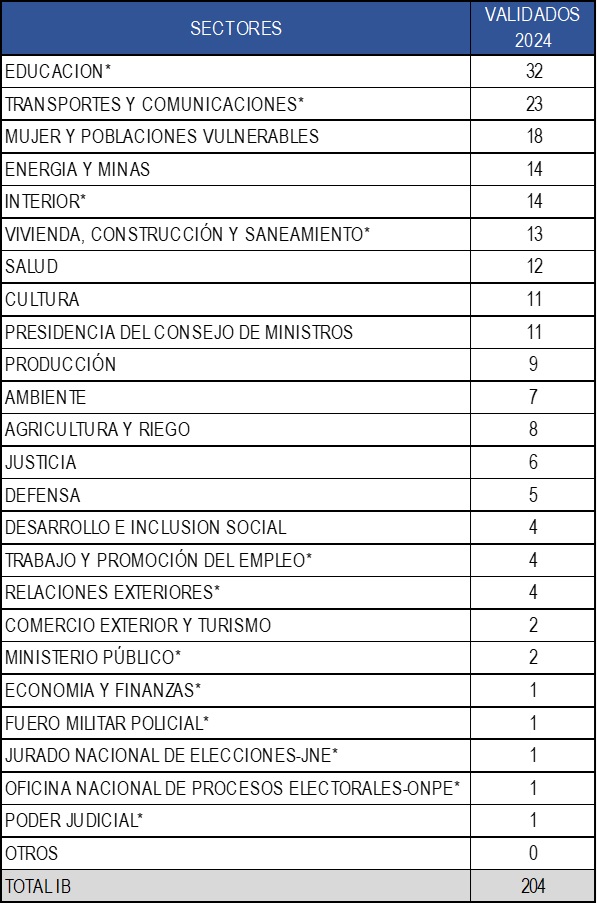 SECTORES VALIDADOS
2024
EDUCACION* 32
TRANSPORTES Y COMUNICACIONES* 23
MUJER Y POBLACIONES VULNERABLES 18
ENERGIA Y MINAS 14
INTERIOR* 14
VIVIENDA, CONSTRUCCIÓN Y SANEAMIENTO* 13
SALUD 12
CULTURA 11
PRESIDENCIA DEL CONSEJO DE MINISTROS 11
PRODUCCIÓN 9
AMBIENTE 7
AGRICULTURA Y RIEGO 8
JUSTICIA 6
DEFENSA 5
DESARROLLO E INCLUSION SOCIAL 4
TRABAJO Y PROMOCIÓN DEL EMPLEO* 4
RELACIONES EXTERIORES* 4
COMERCIO EXTERIOR Y TURISMO 2
MINISTERIO PÚBLICO* 2
ECONOMIA Y FINANZAS* 1
FUERO MILITAR POLICIAL* 1
JURADO NACIONAL DE ELECCIONES-JNE* 1
OFICINA NACIONAL DE PROCESOS ELECTORALES-ONPE* 1
PODER JUDICIAL* 1
OTROS 0
TOTAL IB 204